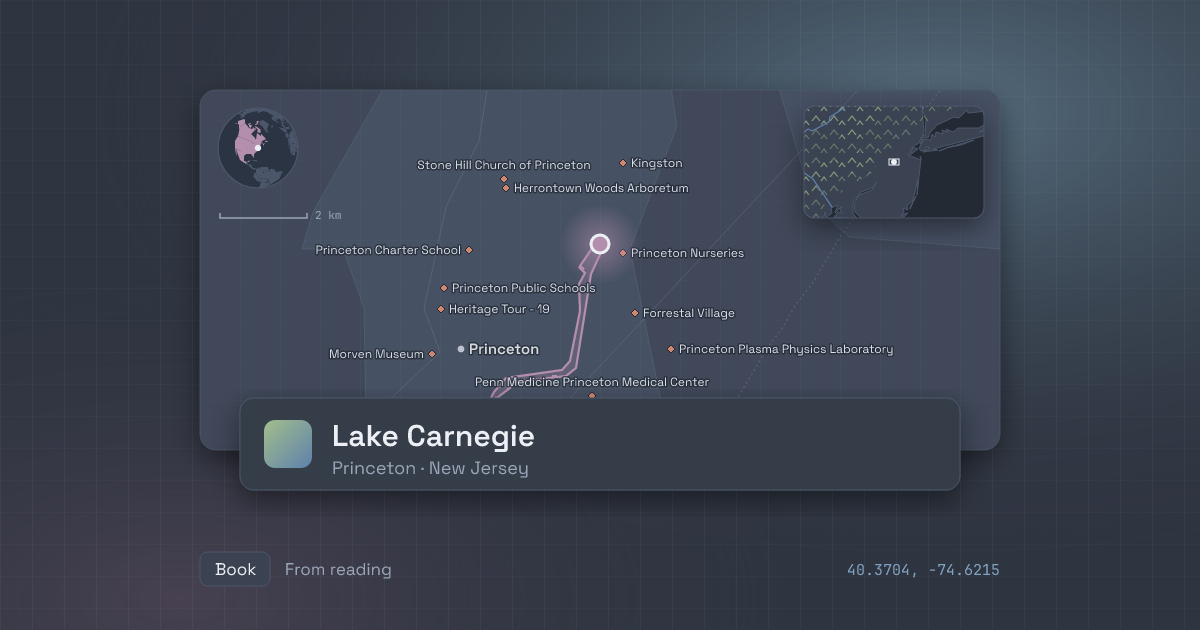 Stone Hill Church of Princeton
Kingston
Herrontown Woods Arboretum
2 km
Princeton Charter School
Princeton Nurseries
Princeton Public Schools
Heritage Tour - 19
Forrestal Village
Morven Museum
Princeton
Princeton Plasma Physics Laboratory
Penn Medicine Princeton Medical Center
Lake Carnegie
Princeton · New Jersey
Book
From reading
40.3704, -74.6215